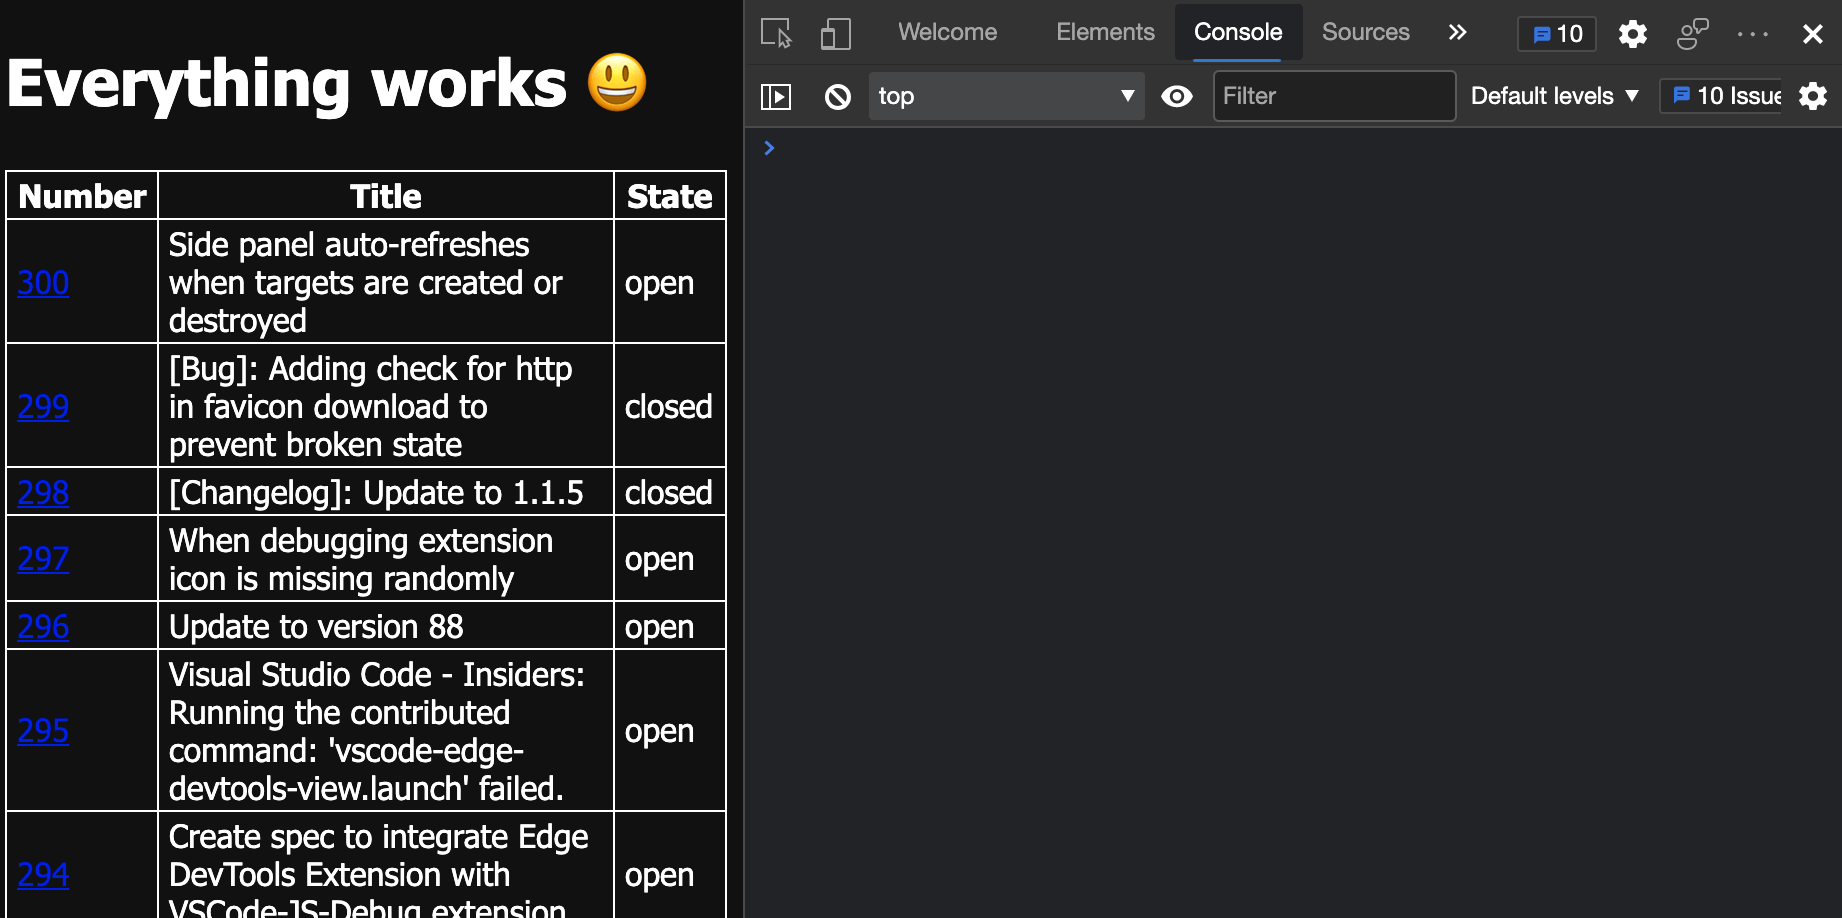 Everything works 😃
Number Title State
300
Side panel auto-refreshes
when targets are created or
destroyed
open
299
[Bug]: Adding check for http
in favicon download to
prevent broken state
closed
298 [Changelog]: Update to 1.1.5 closed
297
When debugging extension
icon is missing randomly
open
296 Update to version 88 open
295
Visual Studio Code - Insiders:
Running the contributed
command: 'vscode-edge-
devtools-view.launch' failed.
open
294
Create spec to integrate Edge
DevTools Extension with
VSCode-JS-Debug extension
open
Welcome Elements Console Sources » 10
top Filter Default levels 10 Issue